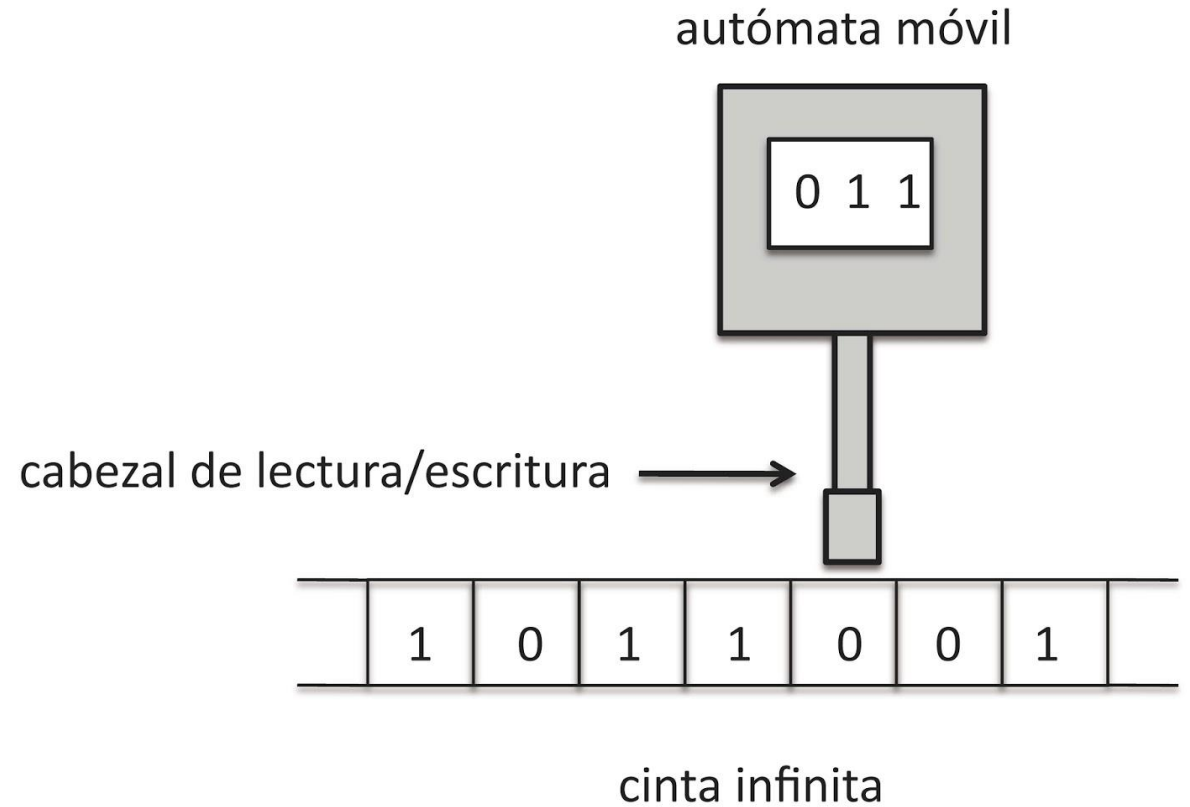 autómata móvil
0 1 1
cabezal de lectura/escritura
1 0 1 1 0 0 1
cinta infinita